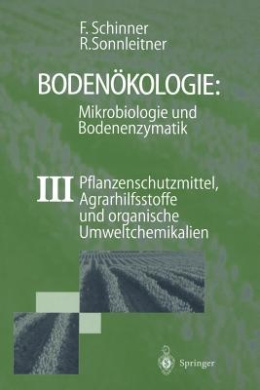 F. Schinner
R.Sonnleitner
BODENÖKOLOGIE:
Mikrobiologie und
Bodenenzymatik
III
Pflanzenschutzmittel,
Agrarhilfsstoffe
und organische
Umweltchemikalien
Springer